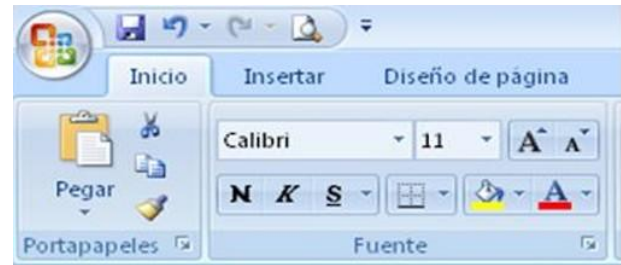 Inicio Insertar Diseño de página
Calibri 11 A A
Pegar N K S A
Portapapeles Fuente